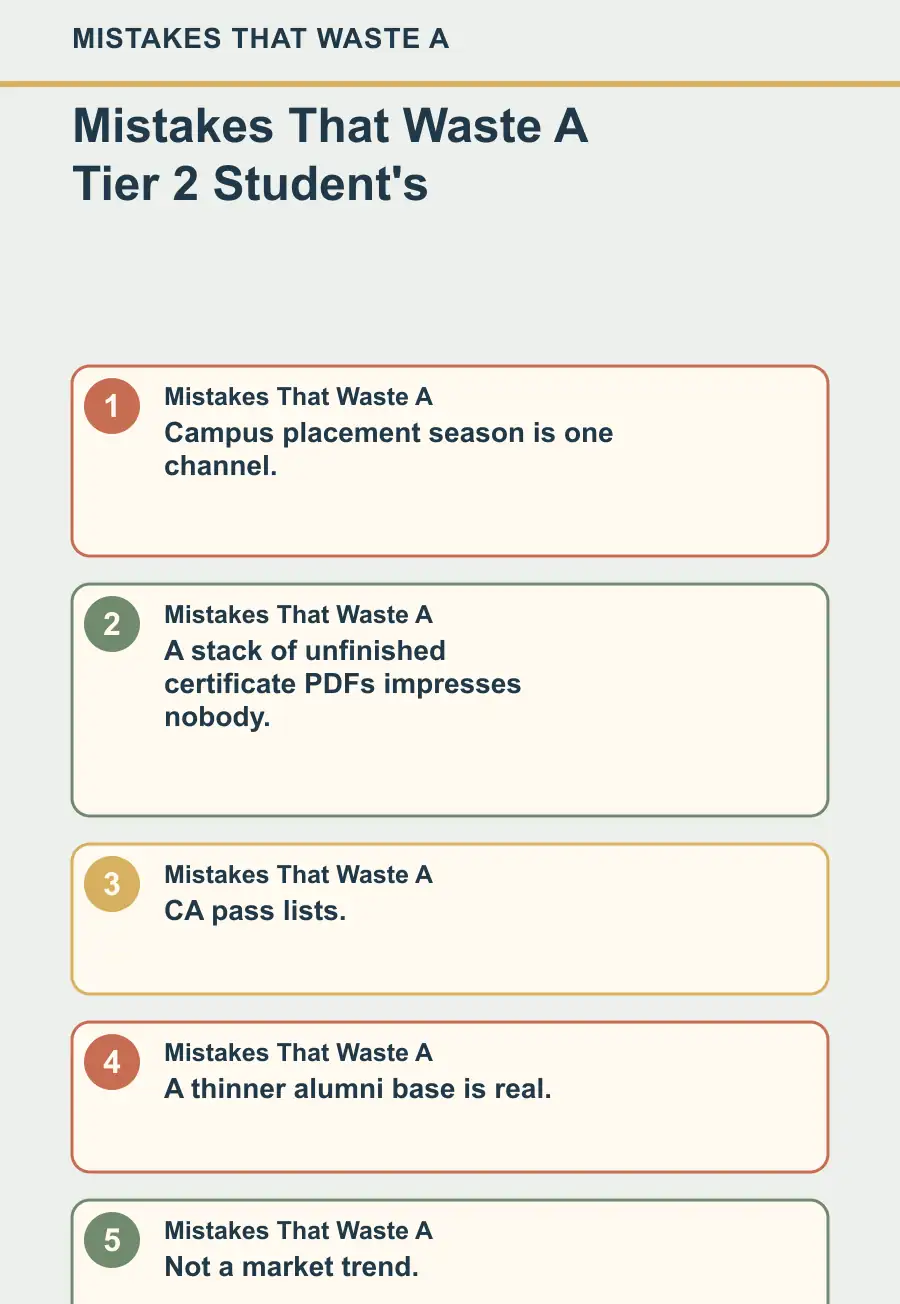 MISTAKES THAT WASTE A
Mistakes That Waste A
Tier 2 Student's
1
Mistakes That Waste A
Campus placement season is one
channel.
2
Mistakes That Waste A
A stack of unfinished
certificate PDFs impresses
nobody.
3
Mistakes That Waste A
CA pass lists.
4
Mistakes That Waste A
A thinner alumni base is real.
5
Mistakes That Waste A
Not a market trend.